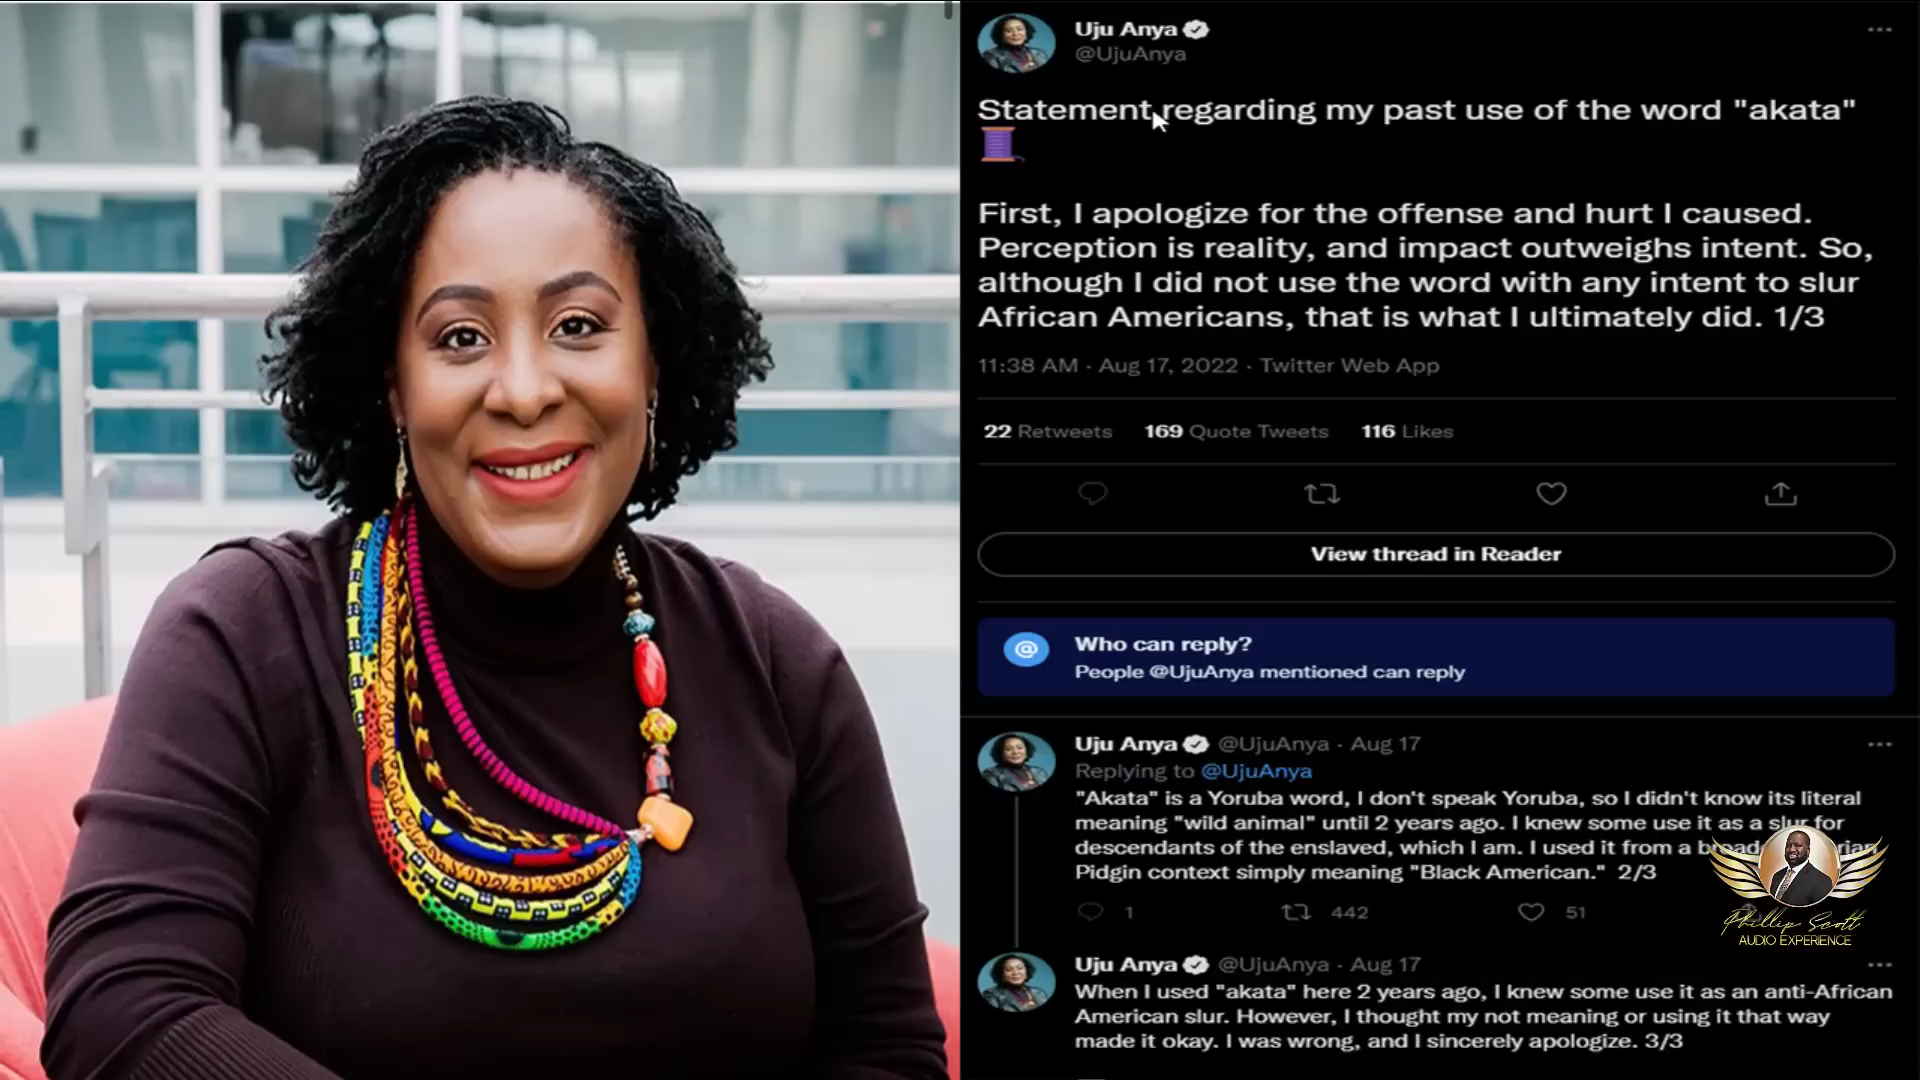 Uju Anya
@UjuAnya
Statement regarding my past use of the word "akata"
First, I apologize for the offense and hurt I caused.
Perception is reality, and impact outweighs intent. So,
although I did not use the word with any intent to slur
African Americans, that is what I ultimately did. 1/3
11:38 AM · Aug 17, 2022 · Twitter Web App
22 Retweets 169 Quote Tweets 116 Likes
View thread in Reader
@
Who can reply?
People @UjuAnya mentioned can reply
Uju Anya @UjuAnya · Aug 17
Replying to @UjuAnya
"Akata" is a Yoruba word, I don't speak Yoruba, so I didn't know its literal
meaning "wild animal" until 2 years ago. I knew some use it as a slur for
descendants of the enslaved, which I am. I used it from a
Pidgin context simply meaning "Black American." 2/3
1 442 51
Phillip Scott
AUDIO EXPERIENCE
Uju Anya @UjuAnya · Aug 17
When I used "akata" here 2 years ago, I knew some use it as an anti-African
American slur. However, I thought my not meaning or using it that way
made it okay. I was wrong, and I sincerely apologize. 3/3